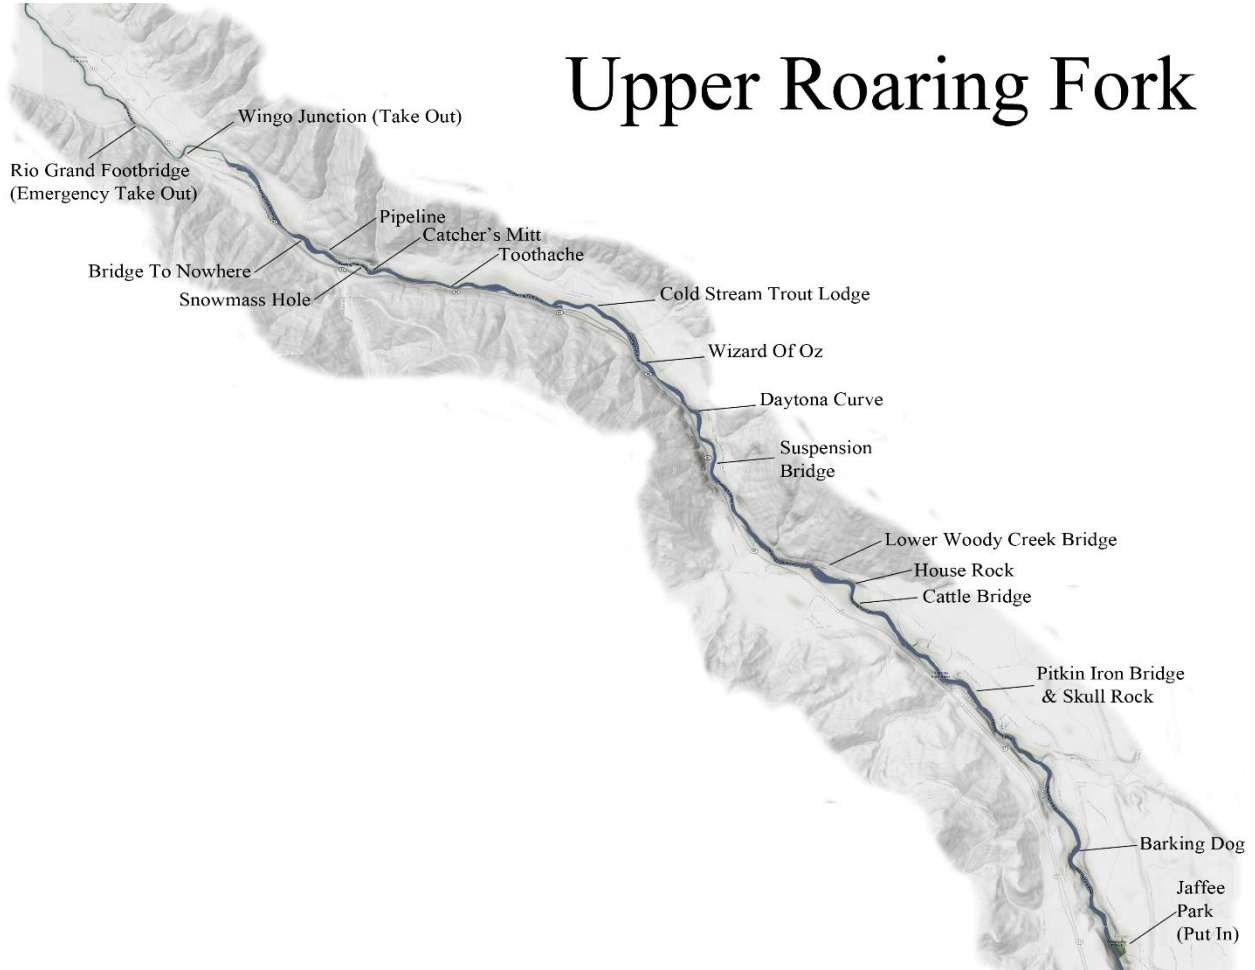 Upper Roaring Fork
Wingo Junction (Take Out)
Rio Grand Footbridge
(Emergency Take Out)
Pipeline
Catcher's Mitt
Toothache
Bridge To Nowhere
Snowmass Hole
Cold Stream Trout Lodge
Wizard Of Oz
Daytona Curve
Suspension
Bridge
Lower Woody Creek Bridge
House Rock
Cattle Bridge
Pitkin Iron Bridge
& Skull Rock
Barking Dog
Jaffee
Park
(Put In)